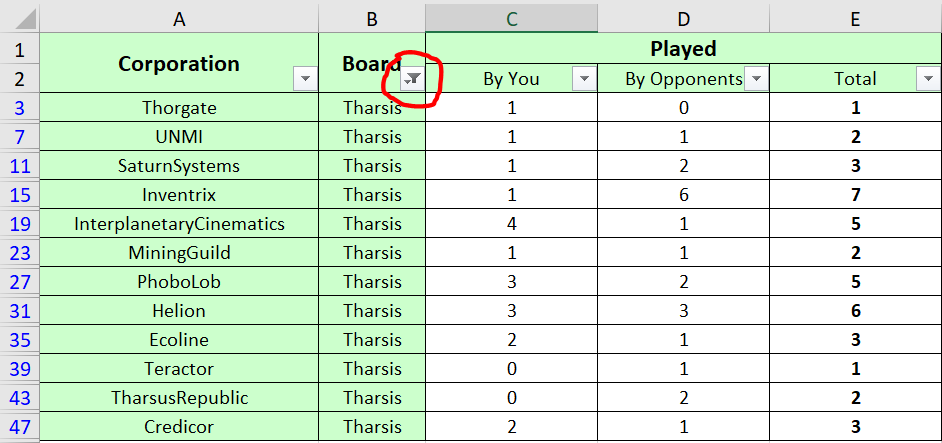 A B C D E
1 Corporation Board Played
2 By You By Opponents Total
3 Thorgate Tharsis 1 0 1
7 UNMI Tharsis 1 1 2
11 SaturnSystems Tharsis 1 2 3
15 Inventrix Tharsis 1 6 7
19 InterplanetaryCinematics Tharsis 4 1 5
23 MiningGuild Tharsis 1 1 2
27 PhoboLob Tharsis 3 2 5
31 Helion Tharsis 3 3 6
35 Ecoline Tharsis 2 1 3
39 Teractor Tharsis 0 1 1
43 TharsusRepublic Tharsis 0 2 2
47 Credicor Tharsis 2 1 3